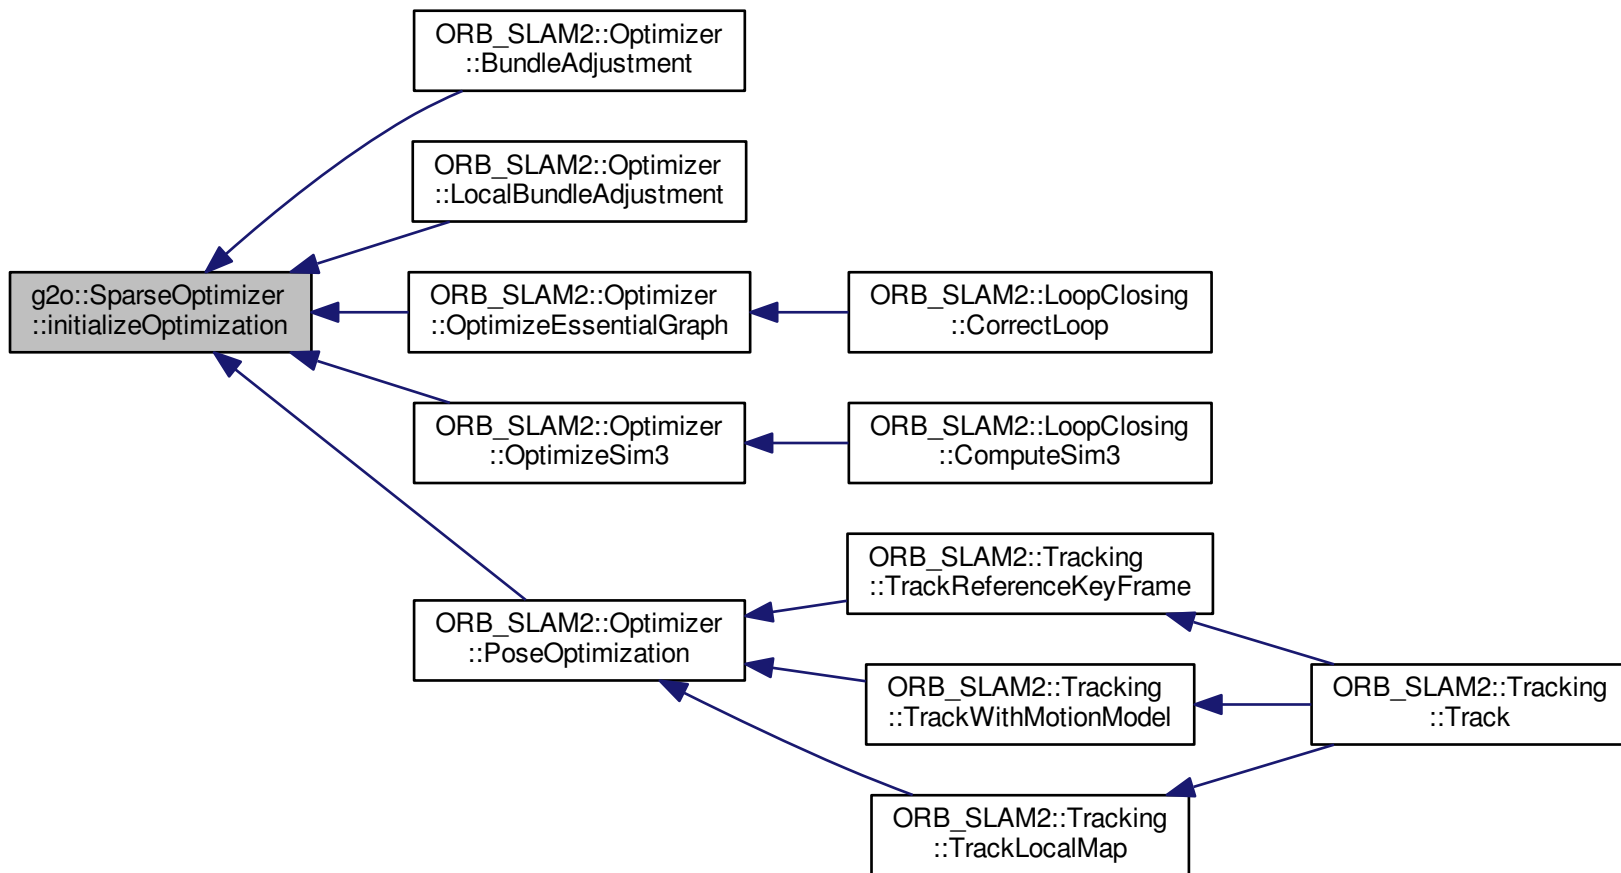 ORB_SLAM2::Optimizer
::BundleAdjustment
ORB_SLAM2::Optimizer
::LocalBundleAdjustment
g2o::SparseOptimizer
::initializeOptimization
ORB_SLAM2::Optimizer
::OptimizeEssentialGraph
ORB_SLAM2::LoopClosing
::CorrectLoop
ORB_SLAM2::Optimizer
::OptimizeSim3
ORB_SLAM2::LoopClosing
::ComputeSim3
ORB_SLAM2::Tracking
::TrackReferenceKeyFrame
ORB_SLAM2::Optimizer
::PoseOptimization
ORB_SLAM2::Tracking
::TrackWithMotionModel
ORB_SLAM2::Tracking
::Track
ORB_SLAM2::Tracking
::TrackLocalMap